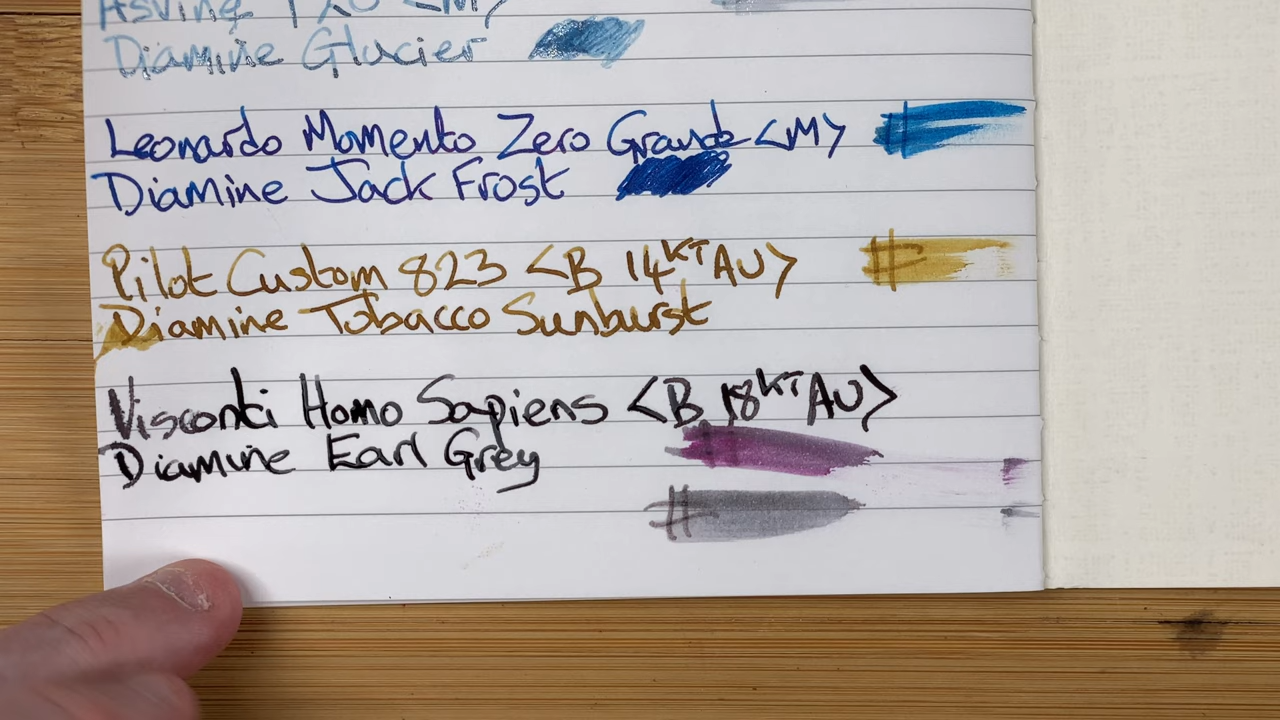 Diamine Glacier
Leonardo Momento Zero Grande <M>
Diamine Jack Frost
Pilot Custom 823 <B 14KT AU>
Diamine Tobacco Sunburst
Visconti Homo Sapiens <B 18KT AU>
Diamine Earl Grey